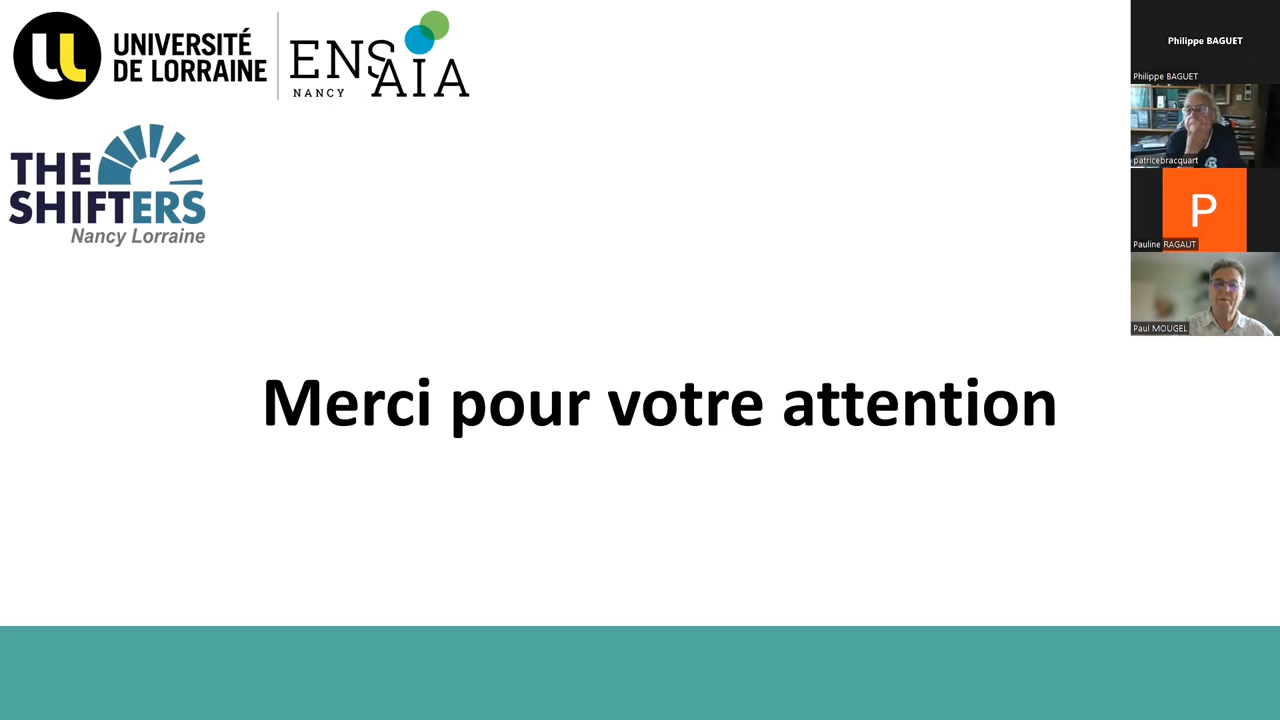 UNIVERSITÉ
DE LORRAINE
ENSAIA
NANCY
THE
SHIFTERS
Nancy Lorraine
Merci pour votre attention
Philippe BAGUET
Philippe BAGUET
patricebracquart
P
Pauline RAGAUT
Paul MOUGEL